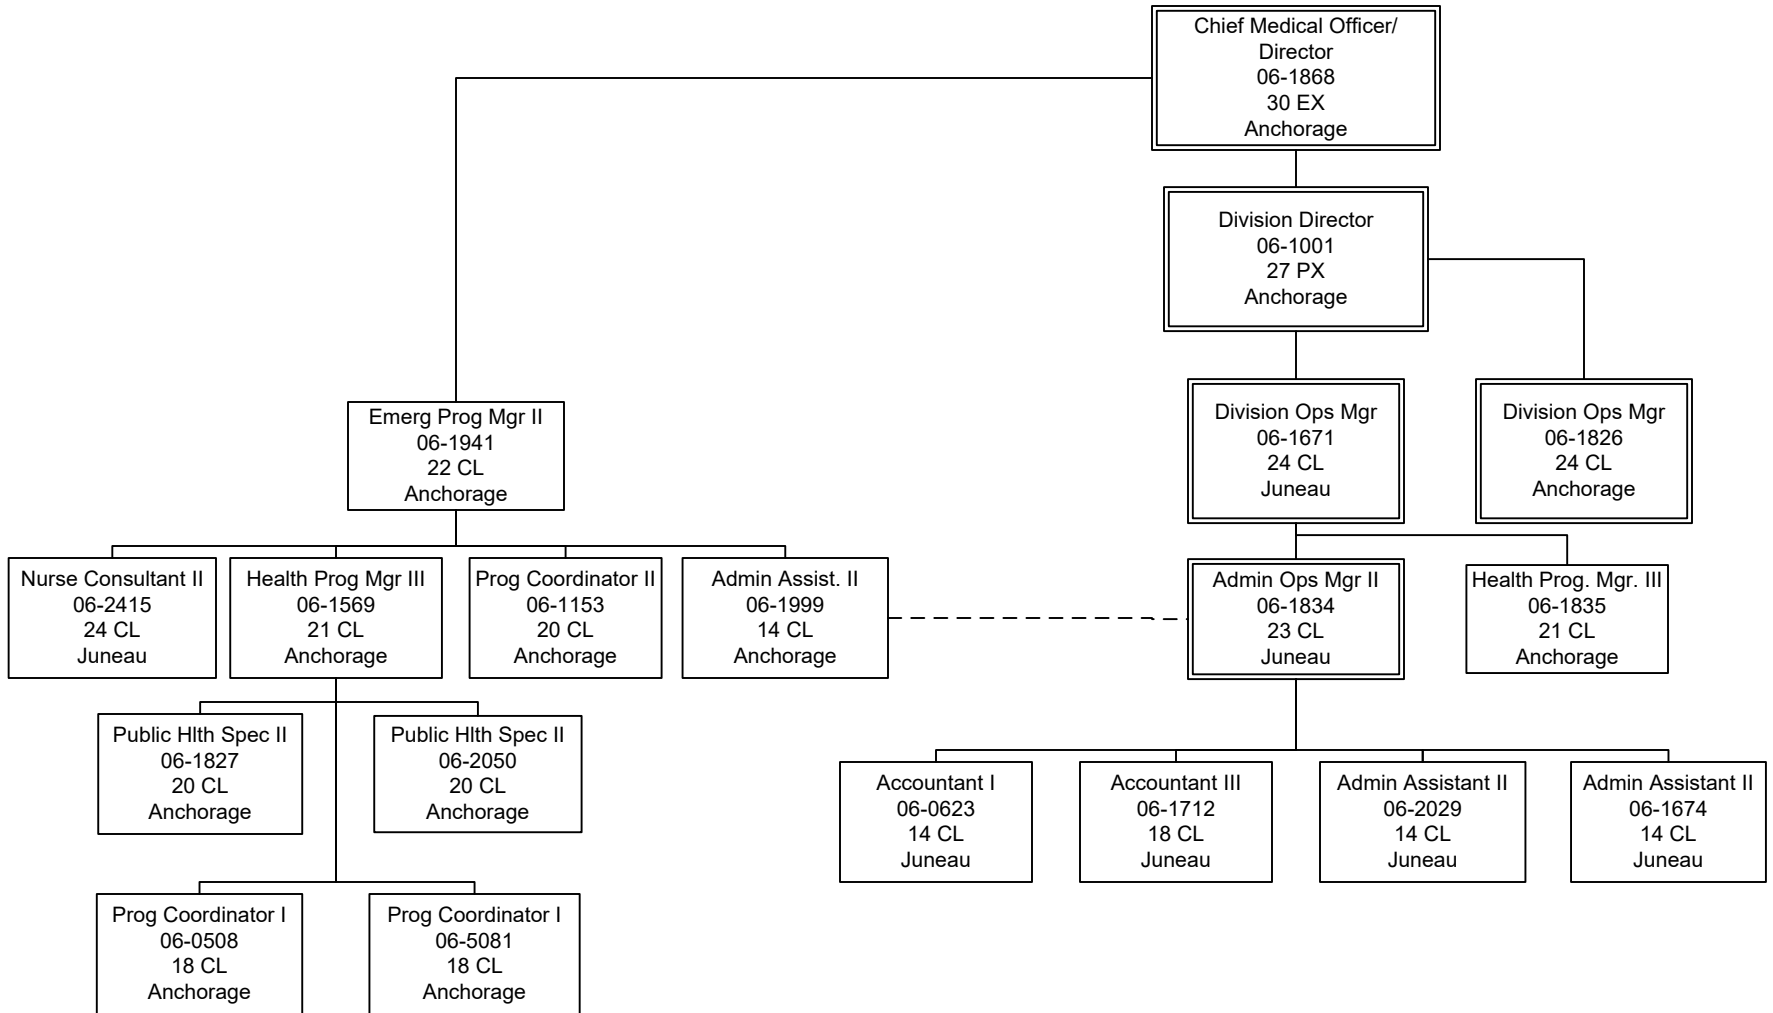 Chief Medical Officer/
Director
06-1868
30 EX
Anchorage
Division Director
06-1001
27 PX
Anchorage
Emerg Prog Mgr II
06-1941
22 CL
Anchorage
Division Ops Mgr
06-1671
24 CL
Juneau
Division Ops Mgr
06-1826
24 CL
Anchorage
Nurse Consultant II
06-2415
24 CL
Juneau
Health Prog Mgr III
06-1569
21 CL
Anchorage
Prog Coordinator II
06-1153
20 CL
Anchorage
Admin Assist. II
06-1999
14 CL
Anchorage
Admin Ops Mgr II
06-1834
23 CL
Juneau
Health Prog. Mgr. III
06-1835
21 CL
Anchorage
Public Hlth Spec II
06-1827
20 CL
Anchorage
Public Hlth Spec II
06-2050
20 CL
Anchorage
Accountant I
06-0623
14 CL
Juneau
Accountant III
06-1712
18 CL
Juneau
Admin Assistant II
06-2029
14 CL
Juneau
Admin Assistant II
06-1674
14 CL
Juneau
Prog Coordinator I
06-0508
18 CL
Anchorage
Prog Coordinator I
06-5081
18 CL
Anchorage